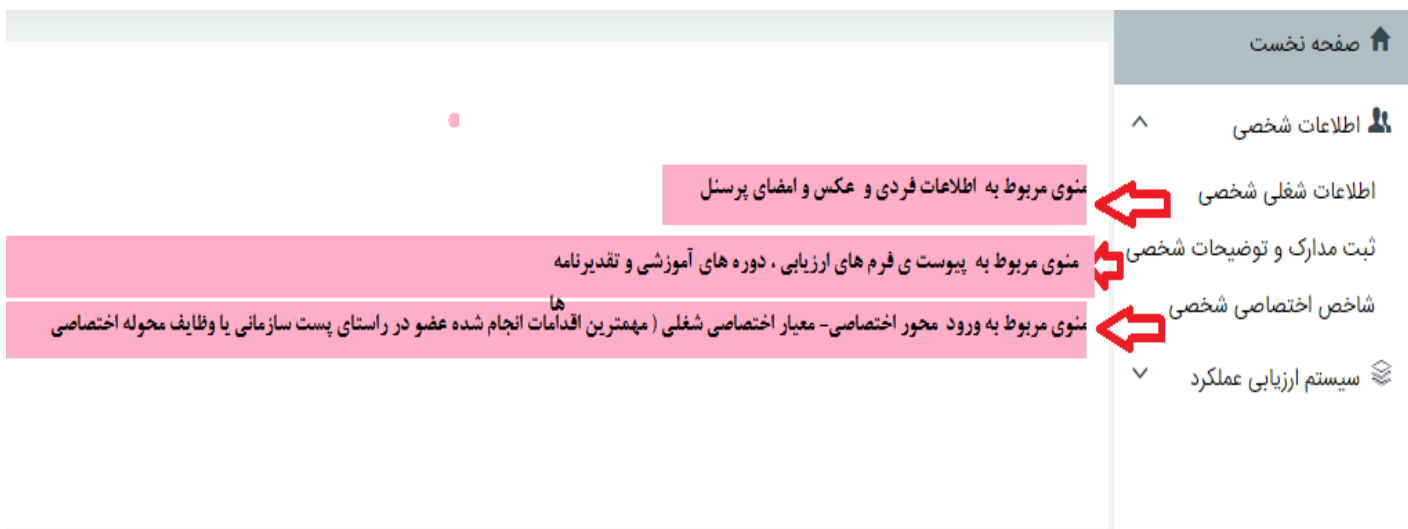 صفحه نخست
اطلاعات شخصی
اطلاعات شغلی شخصی
منوی مربوط به اطلاعات فردی و عکس و امضای پرسنل
ثبت مدارک و توضیحات شخصی
منوی مربوط به پیوست ی فرم های ارزیابی ، دوره های آموزشی و تقدیرنامه
ها
شاخص اختصاصی شخصی
منوی مربوط به ورود محور اختصاصی- معیار اختصاصی شغلی ( مهمترین اقدامات انجام شده عضو در راستای پست سازمانی یا وظایف محوله اختصاصی
سیستم ارزیابی عملکرد